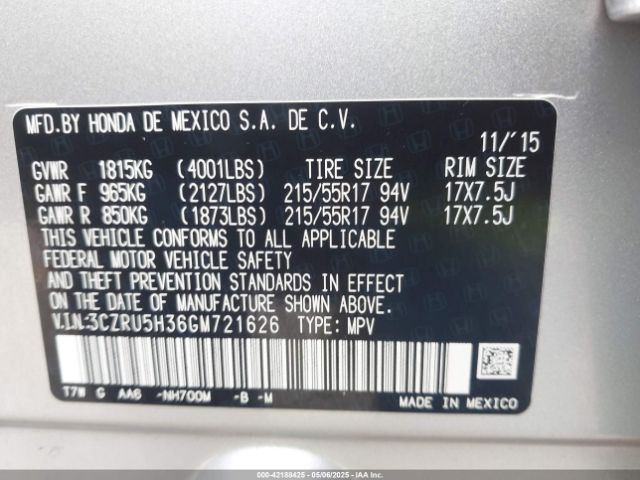 MFD.BY HONDA DE MEXICO S.A. DE C.V.
11/'15
GVWR 1815KG (4001LBS) TIRE SIZE RIM SIZE
GAWR F 965KG (2127LBS) 215/55R17 94V 17X7.5J
GAWR R 850KG (1873LBS) 215/55R17 94V 17X7.5J
THIS VEHICLE CONFORMS TO ALL APPLICABLE
FEDERAL MOTOR VEHICLE SAFETY
AND THEFT PREVENTION STANDARDS IN EFFECT
ON THE DATE OF MANUFACTURE SHOWN ABOVE.
V.I.N:3CZRU5H36GM721626 TYPE: MPV
T7W G AA6 -NH700M -B -M
MADE IN MEXICO
000-42188425 - 05/06/2025 - IAAI.COM